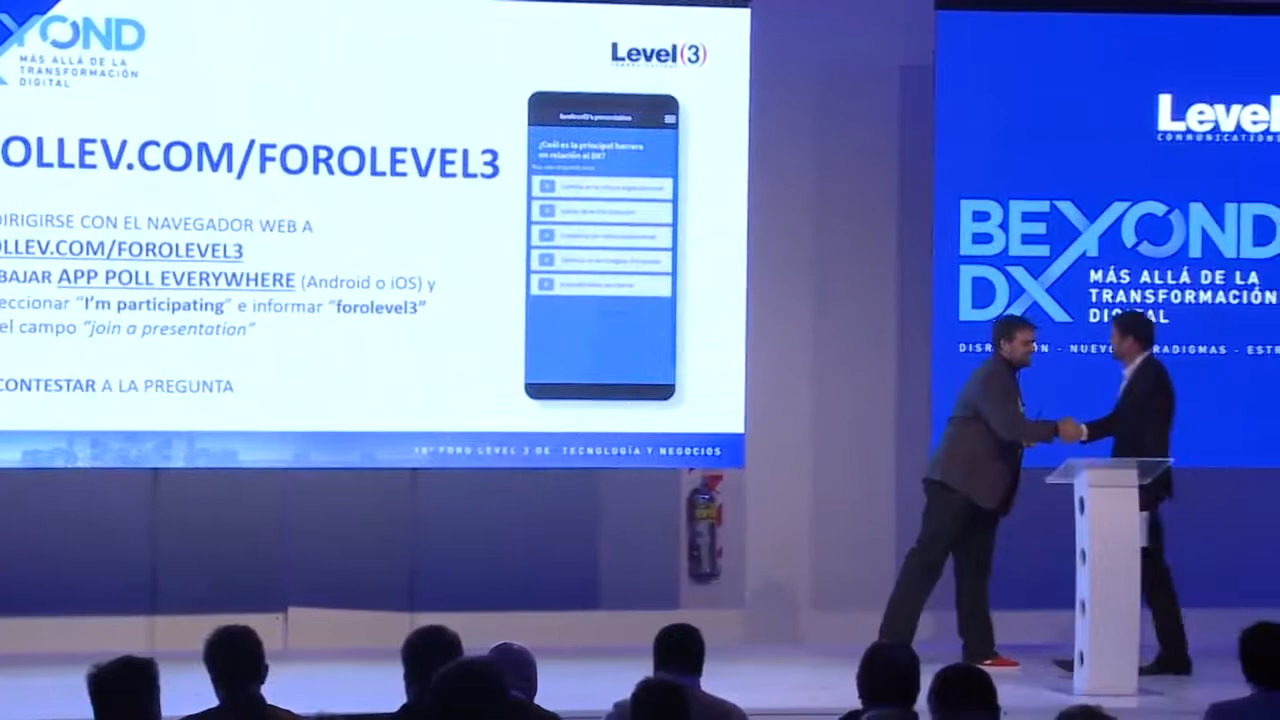 YOND
MÁS ALLÁ DE LA
TRANSFORMACIÓN
DIGITAL
Level(3)
OLLEV.COM/FOROLEVEL3
DIRIGIRSE CON EL NAVEGADOR WEB A
OLLEV.COM/FOROLEVEL3
BAJAR APP POLL EVERYWHERE (Android o iOS) y
eccionar “I’m participating” e informar “forolevel3”
el campo “join a presentation”
CONTESTAR A LA PREGUNTA
forolevel3's presentation
¿Cuál es la principal barrera
en relación al DX?
FORO LEVEL 3 DE TECNOLOGÍA Y NEGOCIOS
Level
COMMUNICATIONS
BEYOND
DX
MÁS ALLÁ DE LA
TRANSFORMACIÓN
DIGITAL